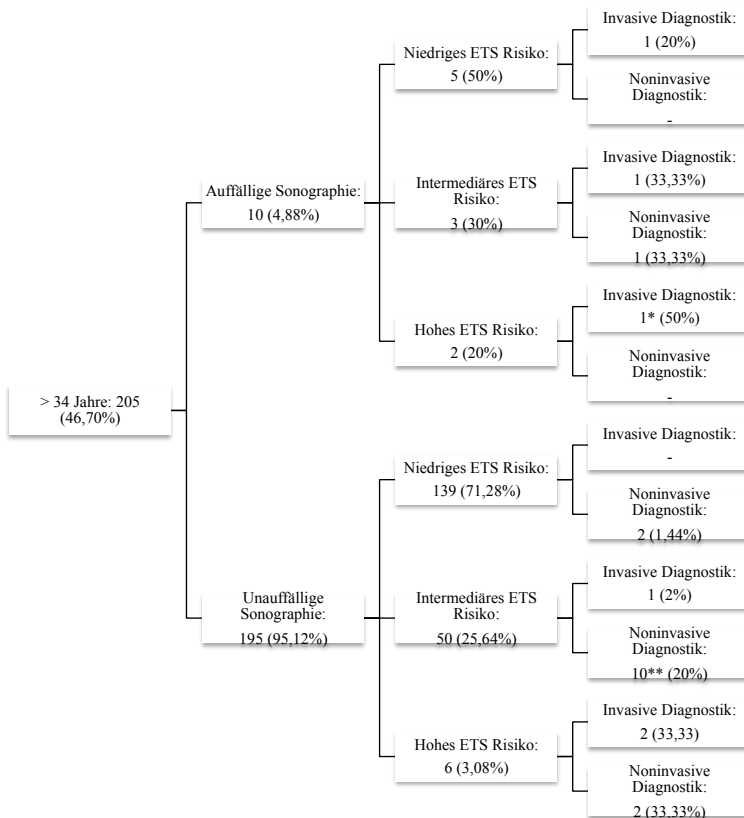 > 34 Jahre: 205
(46,70%)
Auffällige Sonographie:
10 (4,88%)
Niedriges ETS Risiko:
5 (50%)
Invasive Diagnostik:
1 (20%)
Noninvasive
Diagnostik:
-
Intermediäres ETS
Risiko:
3 (30%)
Invasive Diagnostik:
1 (33,33%)
Noninvasive
Diagnostik:
1 (33,33%)
Hohes ETS Risiko:
2 (20%)
Invasive Diagnostik:
1* (50%)
Noninvasive
Diagnostik:
-
Unauffällige
Sonographie:
195 (95,12%)
Niedriges ETS Risiko:
139 (71,28%)
Invasive Diagnostik:
-
Noninvasive
Diagnostik:
2 (1,44%)
Intermediäres ETS
Risiko:
50 (25,64%)
Invasive Diagnostik:
1 (2%)
Noninvasive
Diagnostik:
10** (20%)
Hohes ETS Risiko:
6 (3,08%)
Invasive Diagnostik:
2 (33,33)
Noninvasive
Diagnostik:
2 (33,33%)